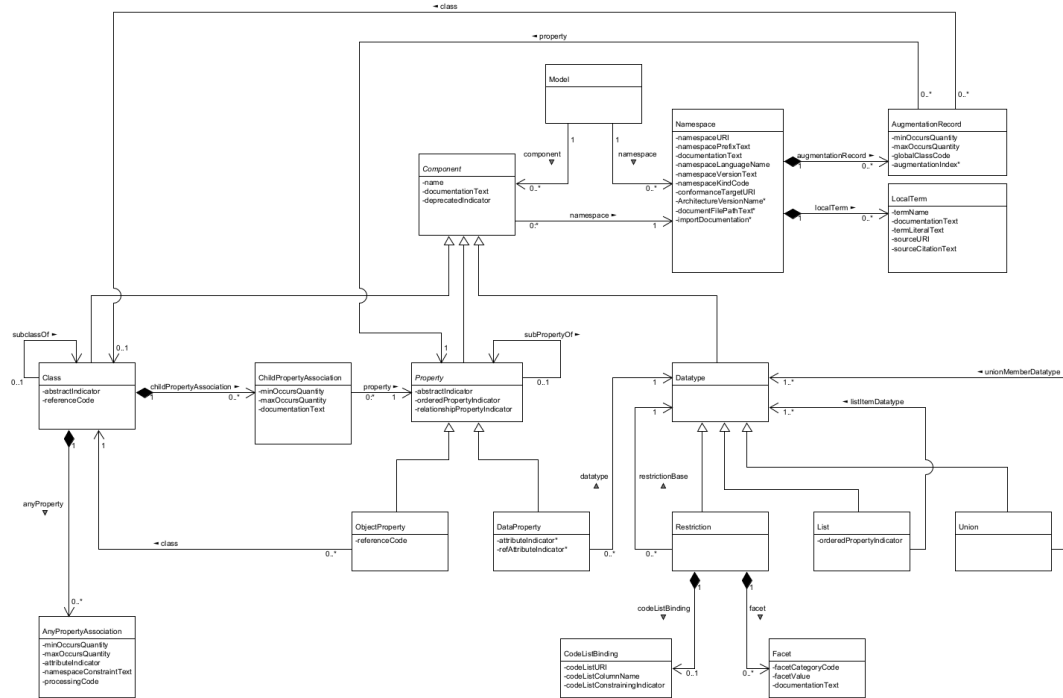 ◄ class
◄ property
Model
0..*
0..*
1
1
component
namespace
Namespace
-namespaceURI
-namespacePrefixText
-documentationText
-namespaceLanguageName
-namespaceVersionText
-namespaceKindCode
-conformanceTargetURI
-ArchitectureVersionName*
-documentFilePathText*
-importDocumentation*
AugmentationRecord
-minOccursQuantity
-maxOccursQuantity
-globalClassCode
-augmentationIndex*
augmentationRecord ►
1
0..*
Component
-name
-documentationText
-deprecatedIndicator
0..*
0..*
LocalTerm
-termName
-documentationText
-termLiteralText
-sourceURI
-sourceCitationText
localTerm ►
1
0..*
namespace ►
0..*
1
subclassOf ►
0..1
0..1
subPropertyOf ►
1
0..1
Class
-abstractIndicator
-referenceCode
childPropertyAssociation ►
1
0..*
ChildPropertyAssociation
-minOccursQuantity
-maxOccursQuantity
-documentationText
property ►
0..*
1
Property
-abstractIndicator
-orderedPropertyIndicator
-relationshipPropertyIndicator
Datatype
1
1
1..*
◄ unionMemberDatatype
◄ listItemDatatype
1..*
1
1
anyProperty
datatype
restrictionBase
ObjectProperty
-referenceCode
DataProperty
-attributeIndicator*
-refAttributeIndicator*
Restriction
List
-orderedPropertyIndicator
Union
◄ class
0..*
0..*
0..*
1
1
codeListBinding
facet
0..*
AnyPropertyAssociation
-minOccursQuantity
-maxOccursQuantity
-attributeIndicator
-namespaceConstraintText
-processingCode
CodeListBinding
-codeListURI
-codeListColumnName
-codeListConstrainingIndicator
0..1
0..*
Facet
-facetCategoryCode
-facetValue
-documentationText